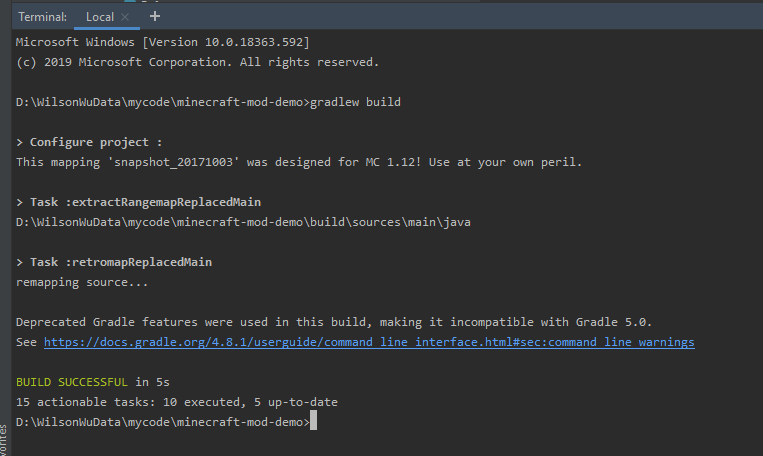 Terminal: Local × +
Microsoft Windows [Version 10.0.18363.592]
(c) 2019 Microsoft Corporation. All rights reserved.
D:\WilsonWuData\mycode\minecraft-mod-demo>gradlew build
> Configure project :
This mapping 'snapshot_20171003' was designed for MC 1.12! Use at your own peril.
> Task :extractRangemapReplacedMain
D:\WilsonWuData\mycode\minecraft-mod-demo\build\sources\main\java
> Task :retromapReplacedMain
remapping source...
Deprecated Gradle features were used in this build, making it incompatible with Gradle 5.0.
See https://docs.gradle.org/4.8.1/userguide/command_line_interface.html#sec:command_line_warnings
BUILD SUCCESSFUL in 5s
15 actionable tasks: 10 executed, 5 up-to-date
D:\WilsonWuData\mycode\minecraft-mod-demo>